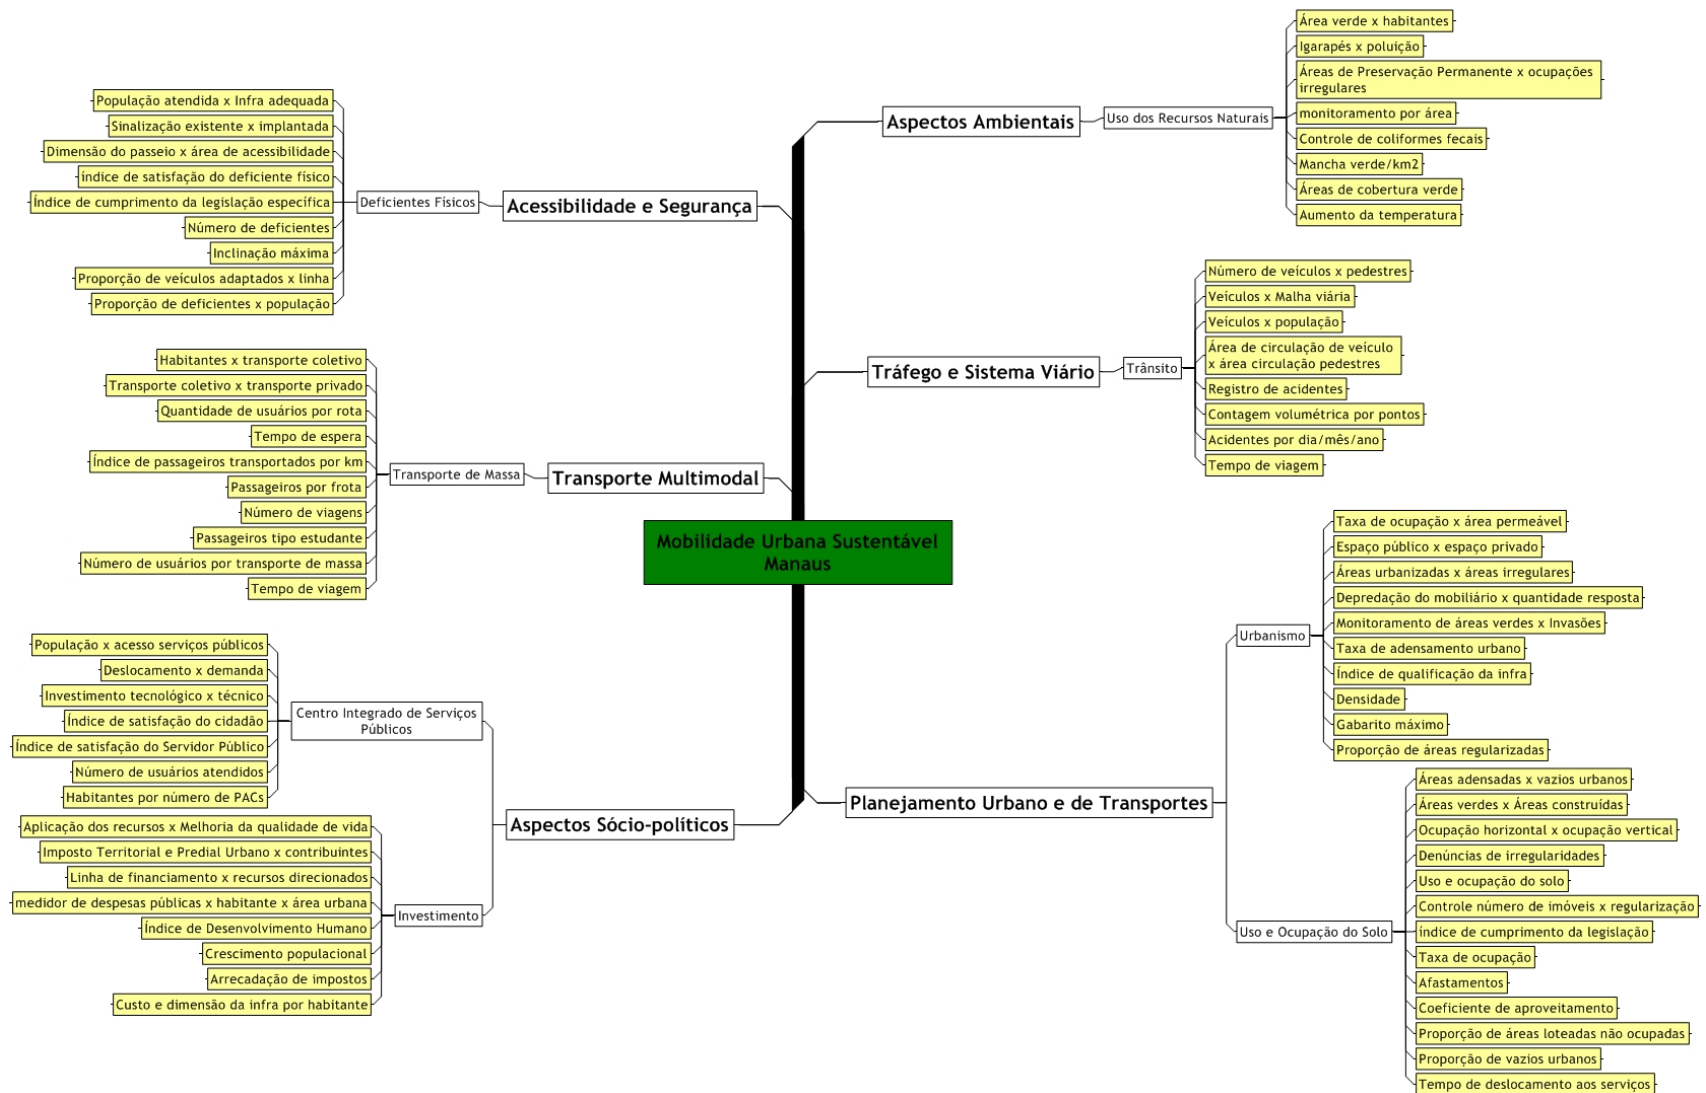 Mobilidade Urbana Sustentável
Manaus
Acessibilidade e Segurança
Deficientes Físicos
População atendida x Infra adequada
Sinalização existente x implantada
Dimensão do passeio x área de acessibilidade
índice de satisfação do deficiente físico
Índice de cumprimento da legislação específica
Número de deficientes
Inclinação máxima
Proporção de veículos adaptados x linha
Proporção de deficientes x população
Transporte Multimodal
Transporte de Massa
Habitantes x transporte coletivo
Transporte coletivo x transporte privado
Quantidade de usuários por rota
Tempo de espera
Índice de passageiros transportados por km
Passageiros por frota
Número de viagens
Passageiros tipo estudante
Número de usuários por transporte de massa
Tempo de viagem
Aspectos Sócio-políticos
Centro Integrado de Serviços
Públicos
População x acesso serviços públicos
Deslocamento x demanda
Investimento tecnológico x técnico
Índice de satisfação do cidadão
Índice de satisfação do Servidor Público
Número de usuários atendidos
Habitantes por número de PACs
Investimento
Aplicação dos recursos x Melhoria da qualidade de vida
Imposto Territorial e Predial Urbano x contribuintes
Linha de financiamento x recursos direcionados
medidor de despesas públicas x habitante x área urbana
Índice de Desenvolvimento Humano
Crescimento populacional
Arrecadação de impostos
Custo e dimensão da infra por habitante
Aspectos Ambientais
Uso dos Recursos Naturais
Área verde x habitantes
Igarapés x poluição
Áreas de Preservação Permanente x ocupações
irregulares
monitoramento por área
Controle de coliformes fecais
Mancha verde/km2
Áreas de cobertura verde
Aumento da temperatura
Tráfego e Sistema Viário
Trânsito
Número de veículos x pedestres
Veículos x Malha viária
Veículos x população
Área de circulação de veículo
x área circulação pedestres
Registro de acidentes
Contagem volumétrica por pontos
Acidentes por dia/mês/ano
Tempo de viagem
Planejamento Urbano e de Transportes
Urbanismo
Taxa de ocupação x área permeável
Espaço público x espaço privado
Áreas urbanizadas x áreas irregulares
Depredação do mobiliário x quantidade resposta
Monitoramento de áreas verdes x Invasões
Taxa de adensamento urbano
Índice de qualificação da infra
Densidade
Gabarito máximo
Proporção de áreas regularizadas
Uso e Ocupação do Solo
Áreas adensadas x vazios urbanos
Áreas verdes x Áreas construídas
Ocupação horizontal x ocupação vertical
Denúncias de irregularidades
Uso e ocupação do solo
Controle número de imóveis x regularização
índice de cumprimento da legislação
Taxa de ocupação
Afastamentos
Coeficiente de aproveitamento
Proporção de áreas loteadas não ocupadas
Proporção de vazios urbanos
Tempo de deslocamento aos serviços